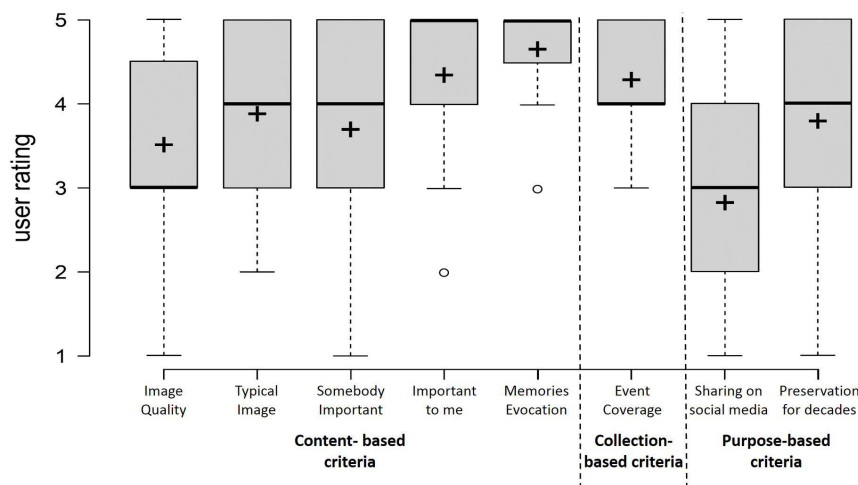 user rating
5
4
3
2
1
Image
Quality
Typical
Image
Somebody
Important
Important
to me
Memories
Evocation
Event
Coverage
Sharing on
social media
Preservation
for decades
Content- based
criteria
Collection-
based criteria
Purpose-based
criteria